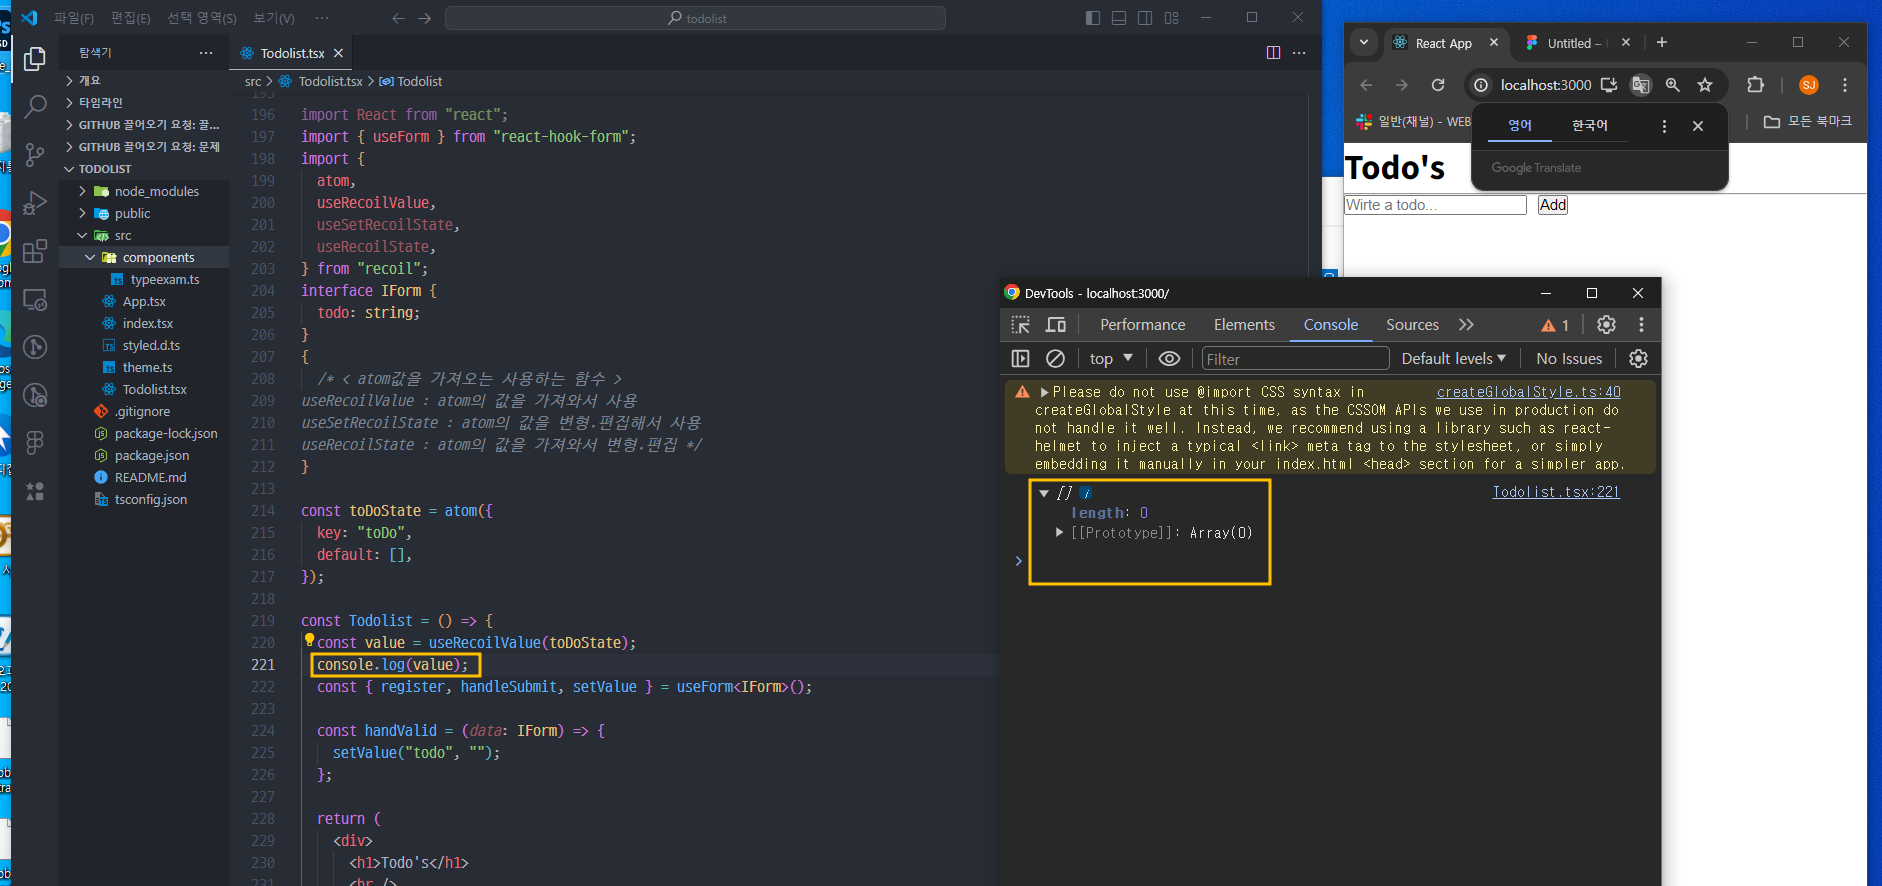 파일(F) 편집(E) 선택 영역(S) 보기(V) ···
todolist
탐색기 ···
개요
타임라인
GITHUB 끌어오기 요청: 끌...
GITHUB 끌어오기 요청: 문제
TODOLIST
node_modules
public
src
components
typeexam.ts
App.tsx
index.tsx
styled.d.ts
theme.ts
Todolist.tsx
.gitignore
package-lock.json
package.json
README.md
tsconfig.json
Todolist.tsx
src > Todolist.tsx > Todolist
195
196 import React from "react";
197 import { useForm } from "react-hook-form";
198 import {
199 atom,
200 useRecoilValue,
201 useSetRecoilState,
202 useRecoilState,
203 } from "recoil";
204 interface IForm {
205 todo: string;
206 }
207 {
208 /* < atom값을 가져오는 사용하는 함수 >
209 useRecoilValue : atom의 값을 가져와서 사용
210 useSetRecoilState : atom의 값을 변형.편집해서 사용
211 useRecoilState : atom의 값을 가져와서 변형.편집 */
212 }
213
214 const toDoState = atom({
215 key: "toDo",
216 default: [],
217 });
218
219 const Todolist = () => {
220 const value = useRecoilValue(toDoState);
221 console.log(value);
222 const { register, handleSubmit, setValue } = useForm<IForm>();
223
224 const handValid = (data: IForm) => {
225 setValue("todo", "");
226 };
227
228 return (
229 <div>
230 <h1>Todo's</h1>
231 <hr />
React App
Untitled –
localhost:3000
SJ
일반(채널) - WEB
모든 북마크
영어 한국어
Google Translate
Todo's
Wirte a todo...
Add
DevTools - localhost:3000/
Performance Elements Console Sources 1
top Filter Default levels No Issues
Please do not use @import CSS syntax in createGlobalStyle.ts:40
createGlobalStyle at this time, as the CSSOM APIs we use in production do
not handle it well. Instead, we recommend using a library such as react-
helmet to inject a typical <link> meta tag to the stylesheet, or simply
embedding it manually in your index.html <head> section for a simpler app.
[] Todolist.tsx:221
length: 0
[[Prototype]]: Array(0)